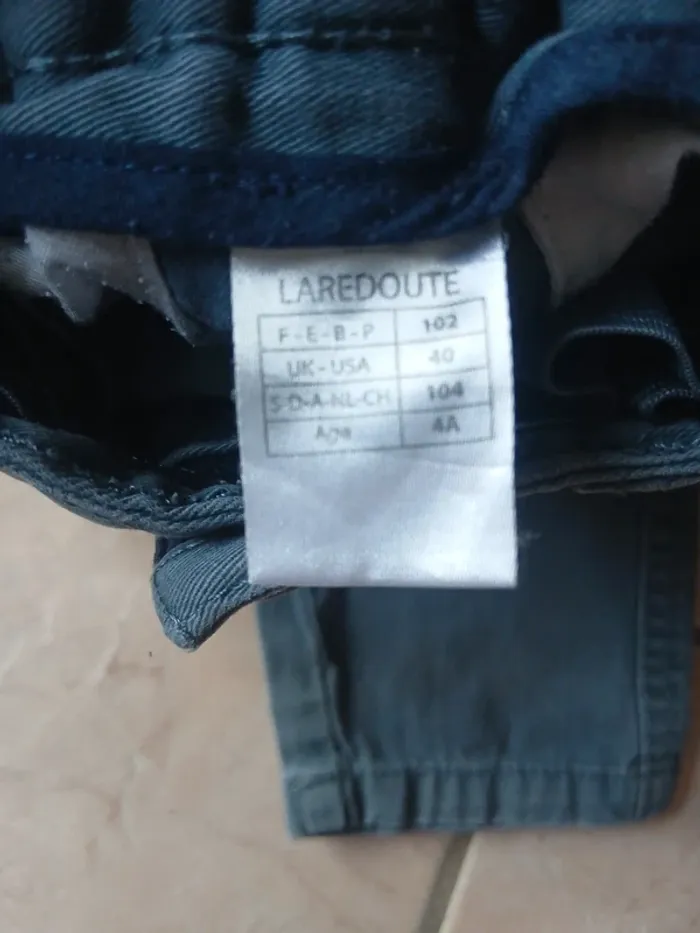 LAREDOUTE
F-E-B-P 102
UK-USA 40
S-D-A-NL-CH 104
Age 4A